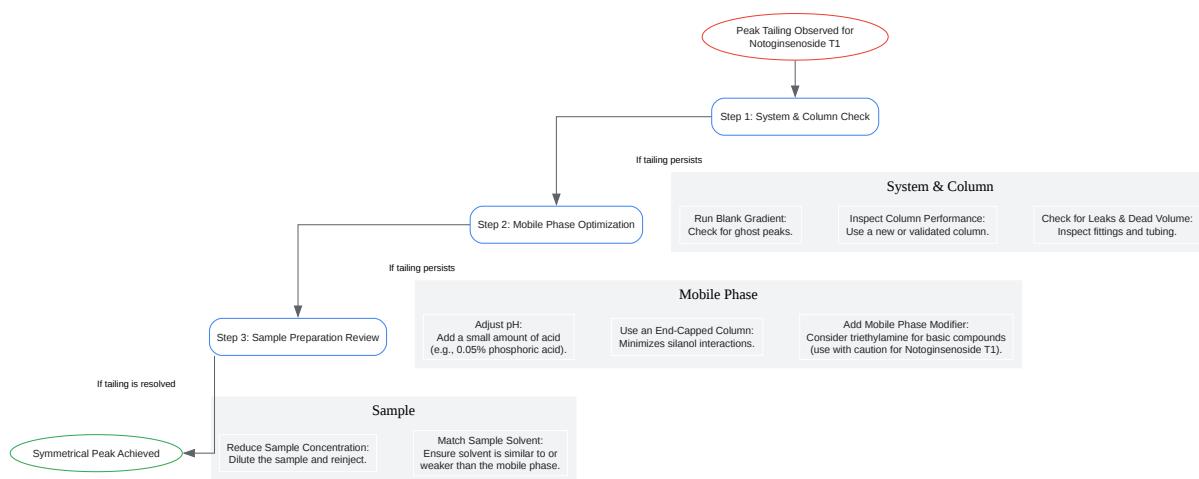 Peak Tailing Observed for
Notoginsenoside T1
Step 1: System & Column Check
If tailing persists
System & Column
Run Blank Gradient:
Check for ghost peaks.
Inspect Column Performance:
Use a new or validated column.
Check for Leaks & Dead Volume:
Inspect fittings and tubing.
Step 2: Mobile Phase Optimization
If tailing persists
Mobile Phase
Adjust pH:
Add a small amount of acid
(e.g., 0.05% phosphoric acid).
Use an End-Capped Column:
Minimizes silanol interactions.
Add Mobile Phase Modifier:
Consider triethylamine for basic compounds
(use with caution for Notoginsenoside T1).
Step 3: Sample Preparation Review
If tailing is resolved
Sample
Reduce Sample Concentration:
Dilute the sample and reinject.
Match Sample Solvent:
Ensure solvent is similar to or
weaker than the mobile phase.
Symmetrical Peak Achieved